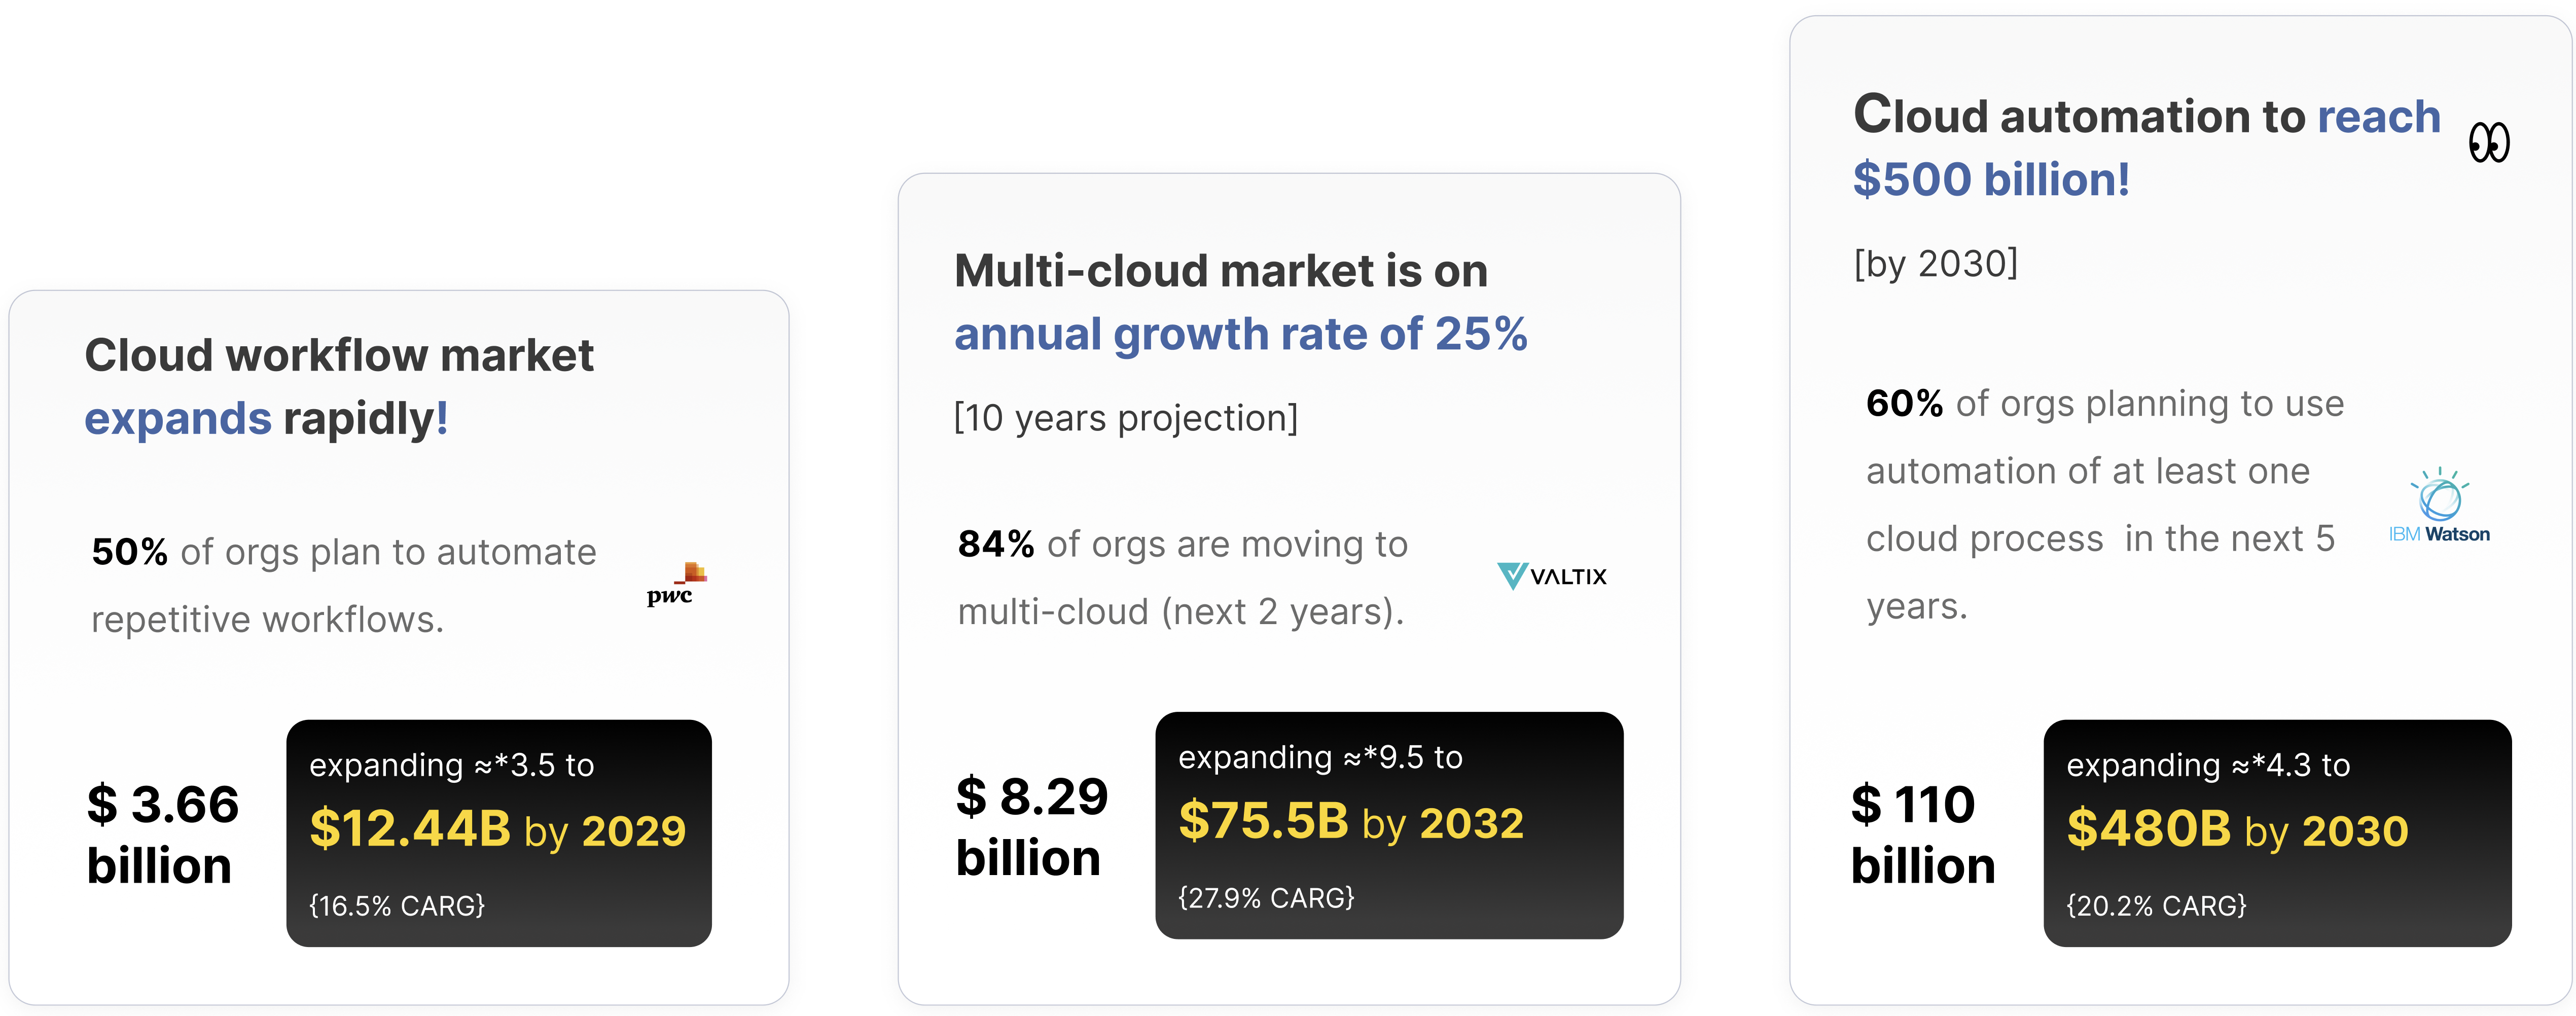 Cloud workflow market
expands rapidly!
50% of orgs plan to automate
repetitive workflows.
pwc
$ 3.66
billion
expanding ≈*3.5 to
$12.44B by 2029
{16.5% CARG}
Multi-cloud market is on
annual growth rate of 25%
[10 years projection]
84% of orgs are moving to
multi-cloud (next 2 years).
VALTIX
$ 8.29
billion
expanding ≈*9.5 to
$75.5B by 2032
{27.9% CARG}
Cloud automation to reach
$500 billion!
[by 2030]
60% of orgs planning to use
automation of at least one
cloud process  in the next 5
years.
IBM Watson
$ 110
billion
expanding ≈*4.3 to
$480B by 2030
{20.2% CARG}